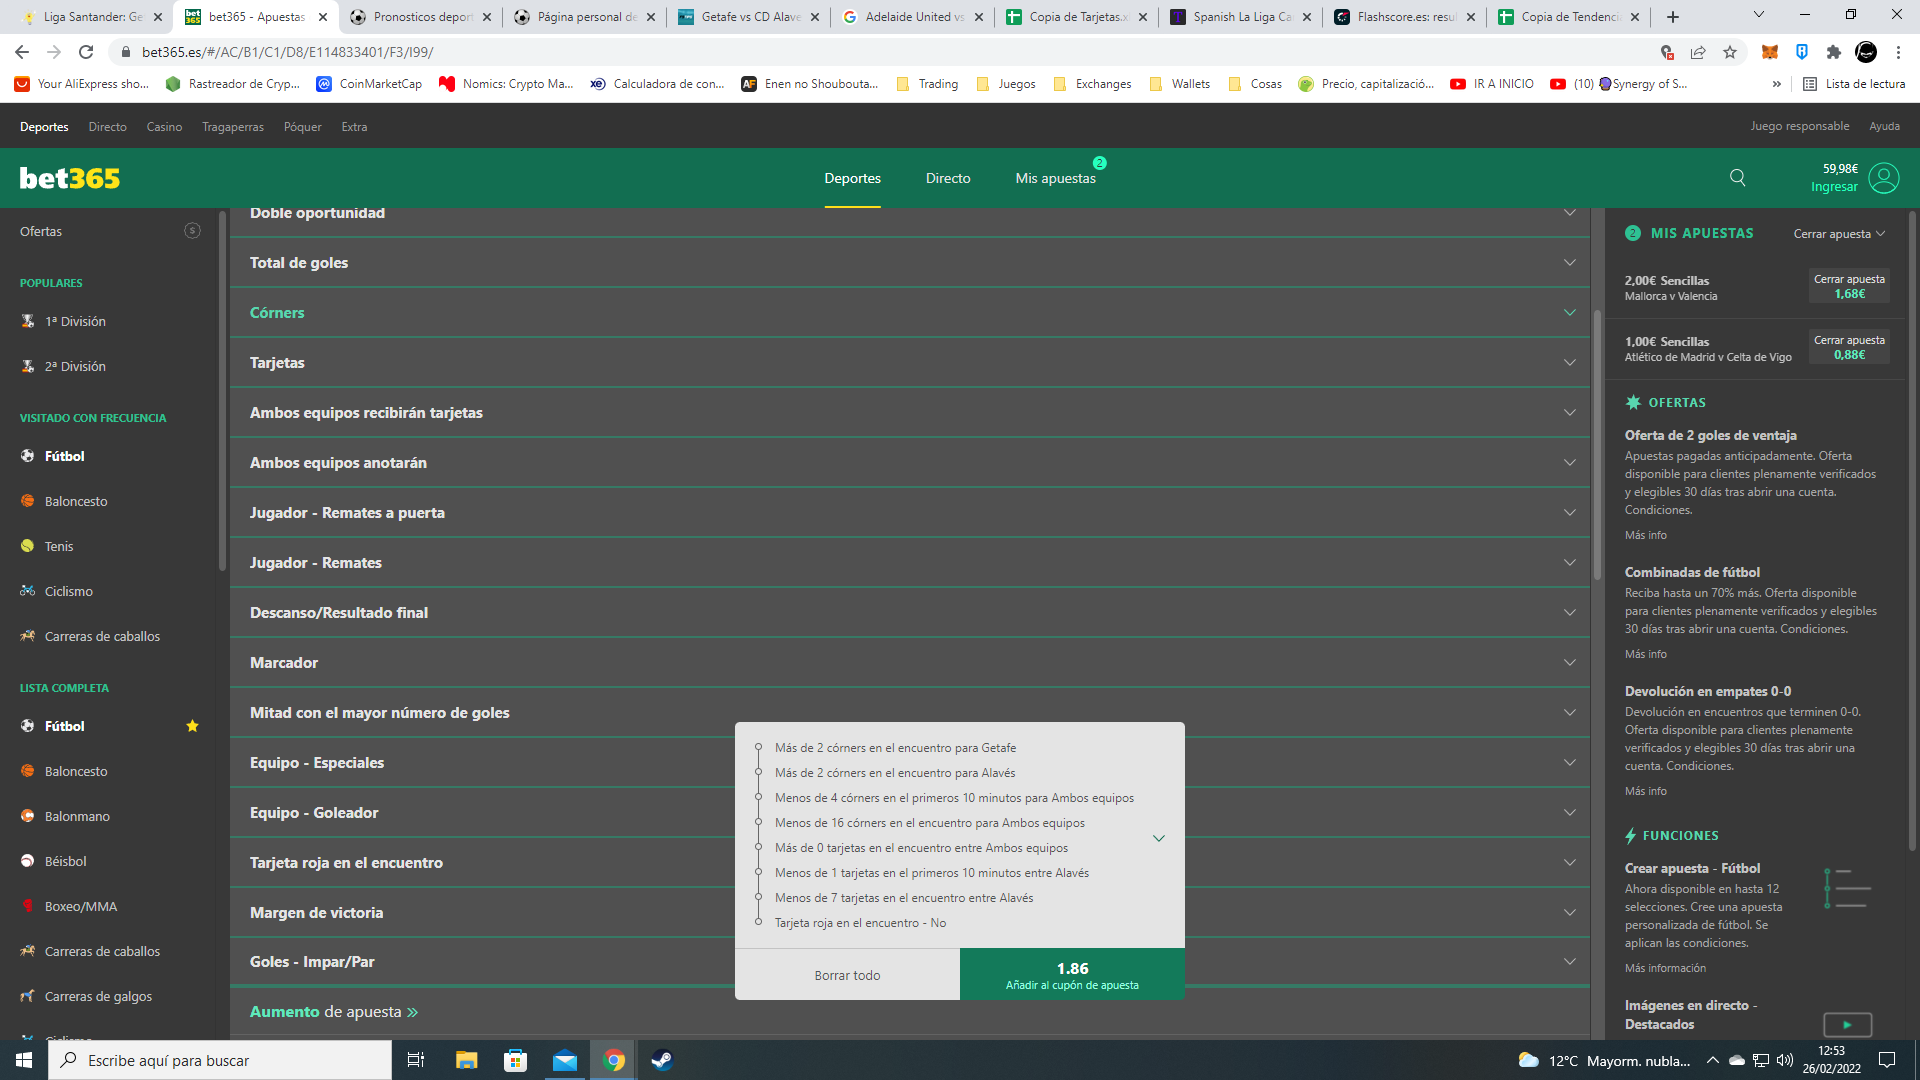 Liga Santander: Ge
bet365 - Apuestas
Pronosticos deport
Página personal de
Getafe vs CD Alave
Adelaide United vs
Copia de Tarjetas.x
Spanish La Liga Ca
Flashscore.es: resu
Copia de Tendenci
bet365.es/#/AC/B1/C1/D8/E114833401/F3/I99/
Your AliExpress sho...
Rastreador de Cryp...
CoinMarketCap
Nomics: Crypto Ma...
Calculadora de con...
Enen no Shoubouta...
Trading
Juegos
Exchanges
Wallets
Cosas
Precio, capitalizació...
IR A INICIO
(10) Synergy of S...
»
Lista de lectura
Deportes
Directo
Casino
Tragaperras
Póquer
Extra
Juego responsable
Ayuda
bet365
Deportes
Directo
Mis apuestas
2
59,98€
Ingresar
Ofertas
POPULARES
1ª División
2ª División
VISITADO CON FRECUENCIA
Fútbol
Baloncesto
Tenis
Ciclismo
Carreras de caballos
LISTA COMPLETA
Fútbol
Baloncesto
Balonmano
Béisbol
Boxeo/MMA
Carreras de caballos
Carreras de galgos
Ciclismo
Doble oportunidad
Total de goles
Córners
Tarjetas
Ambos equipos recibirán tarjetas
Ambos equipos anotarán
Jugador - Remates a puerta
Jugador - Remates
Descanso/Resultado final
Marcador
Mitad con el mayor número de goles
Equipo - Especiales
Equipo - Goleador
Tarjeta roja en el encuentro
Margen de victoria
Goles - Impar/Par
Aumento de apuesta »
Más de 2 córners en el encuentro para Getafe
Más de 2 córners en el encuentro para Alavés
Menos de 4 córners en el primeros 10 minutos para Ambos equipos
Menos de 16 córners en el encuentro para Ambos equipos
Más de 0 tarjetas en el encuentro entre Ambos equipos
Menos de 1 tarjetas en el primeros 10 minutos entre Alavés
Menos de 7 tarjetas en el encuentro entre Alavés
Tarjeta roja en el encuentro - No
Borrar todo
1.86
Añadir al cupón de apuesta
2 MIS APUESTAS
Cerrar apuesta
2,00€ Sencillas
Mallorca v Valencia
Cerrar apuesta
1,68€
1,00€ Sencillas
Atlético de Madrid v Celta de Vigo
Cerrar apuesta
0,88€
OFERTAS
Oferta de 2 goles de ventaja
Apuestas pagadas anticipadamente. Oferta
disponible para clientes plenamente verificados
y elegibles 30 días tras abrir una cuenta.
Condiciones.
Más info
Combinadas de fútbol
Reciba hasta un 70% más. Oferta disponible
para clientes plenamente verificados y elegibles
30 días tras abrir una cuenta. Condiciones.
Más info
Devolución en empates 0-0
Devolución en encuentros que terminen 0-0.
Oferta disponible para clientes plenamente
verificados y elegibles 30 días tras abrir una
cuenta. Condiciones.
Más info
FUNCIONES
Crear apuesta - Fútbol
Ahora disponible en hasta 12
selecciones. Cree una apuesta
personalizada de fútbol. Se
aplican las condiciones.
Más información
Imágenes en directo -
Destacados
Escribe aquí para buscar
12°C Mayorm. nubla...
12:53
26/02/2022